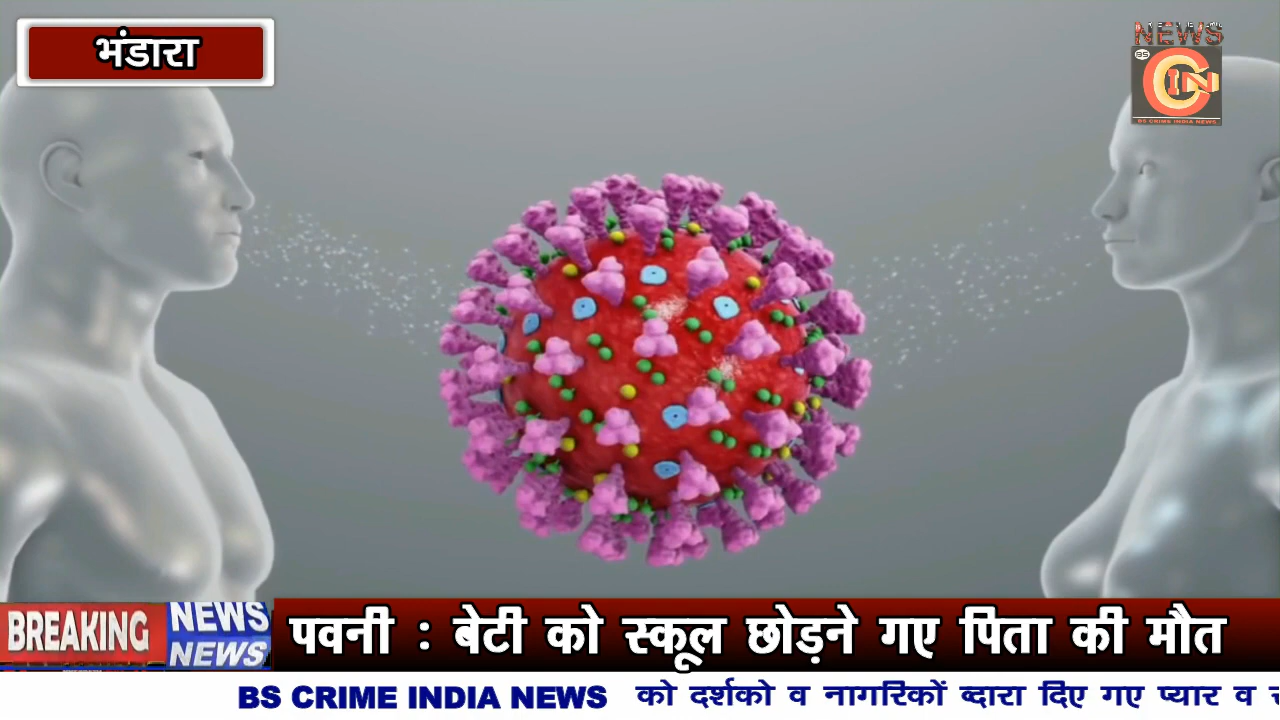 भंडारा
NEWS
BS
CIN
BS CRIME INDIA NEWS
BREAKING
NEWS
NEWS
पवनी : बेटी को स्कूल छोड़ने गए पिता की मौत
BS CRIME INDIA NEWS को दर्शको व नागरिकों ब्दारा दिए गए प्यार व